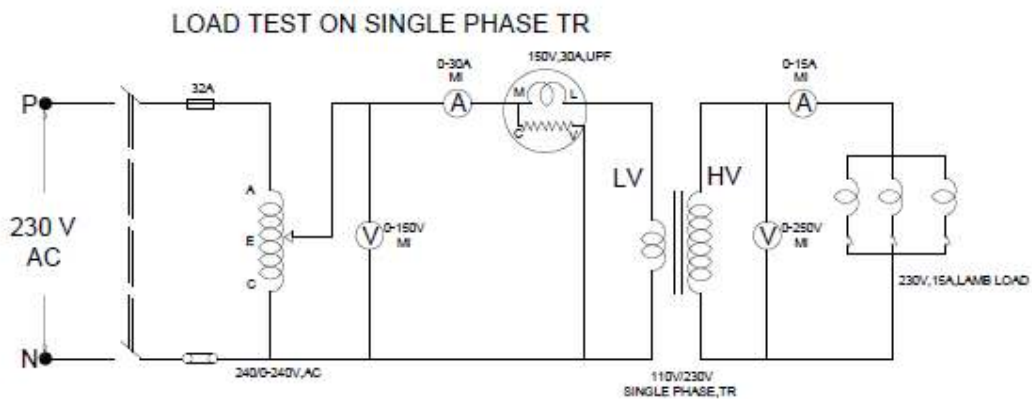 LOAD TEST ON SINGLE PHASE TR
150V,30A,UPF
0-30A
MI
0-15A
MI
32A
P
M
L
A
A
C
V
LV
HV
A
230 V
AC
E
V
0-150V
MI
V
0-250V
MI
C
230V,15A,LAMB LOAD
N
240/0-240V,AC
110V/230V
SINGLE PHASE,TR